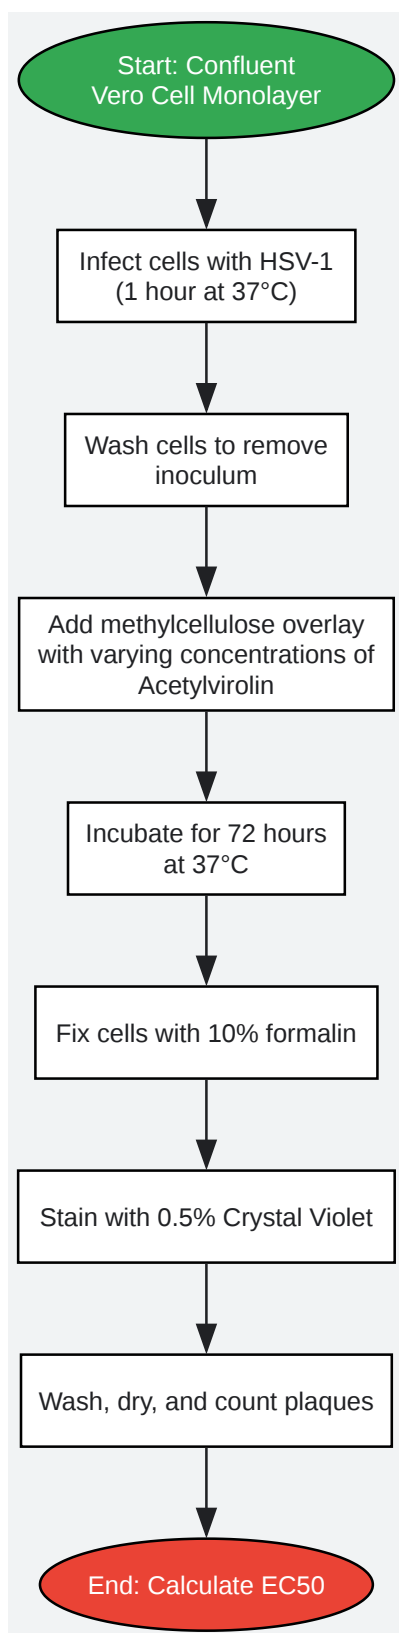 Start: Confluent
Vero Cell Monolayer
Infect cells with HSV-1
(1 hour at 37°C)
Wash cells to remove
inoculum
Add methylcellulose overlay
with varying concentrations of
Acetylvirolin
Incubate for 72 hours
at 37°C
Fix cells with 10% formalin
Stain with 0.5% Crystal Violet
Wash, dry, and count plaques
End: Calculate EC50